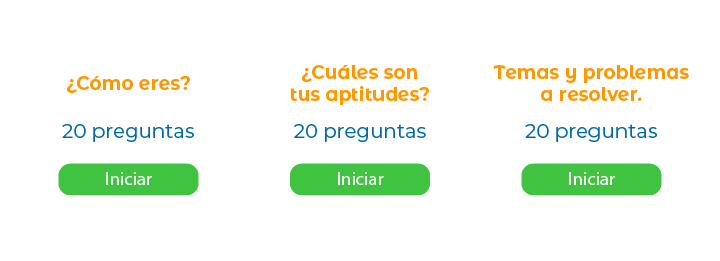 ¿Cómo eres?
20 preguntas
Iniciar
¿Cuáles son
tus aptitudes?
20 preguntas
Iniciar
Temas y problemas
a resolver.
20 preguntas
Iniciar